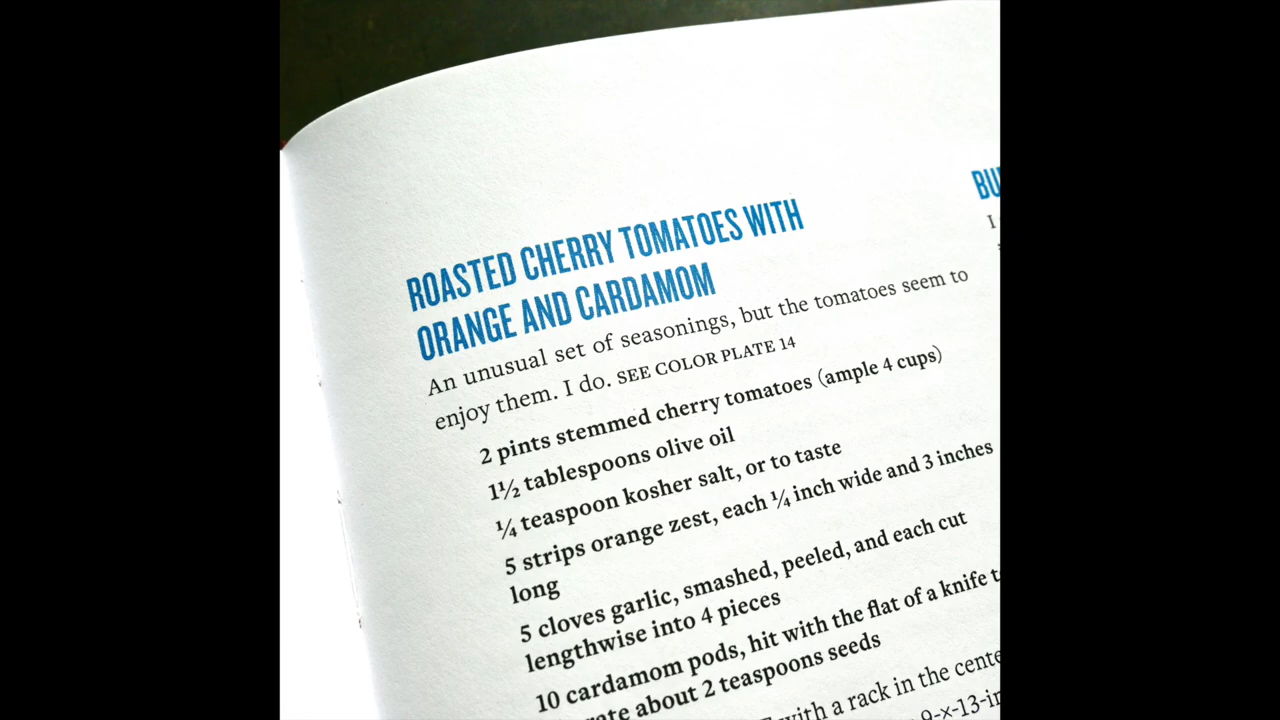 ROASTED CHERRY TOMATOES WITH
ORANGE AND CARDAMOM
An unusual set of seasonings, but the tomatoes seem to
enjoy them. I do. SEE COLOR PLATE 14
2 pints stemmed cherry tomatoes (ample 4 cups)
1½ tablespoons olive oil
¼ teaspoon kosher salt, or to taste
5 strips orange zest, each ¼ inch wide and 3 inches
long
5 cloves garlic, smashed, peeled, and each cut
lengthwise into 4 pieces
10 cardamom pods, hit with the flat of a knife
about 2 teaspoons seeds
with a rack in the
9-x-13-in
BU
I